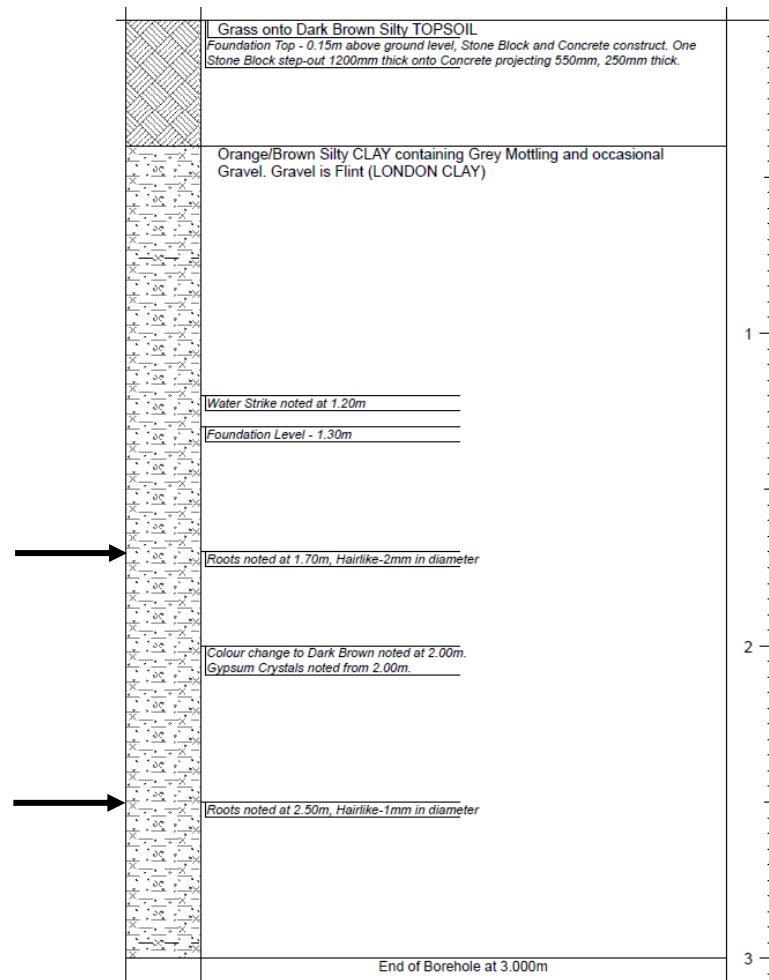 Grass onto Dark Brown Silty TOPSOIL
Foundation Top - 0.15m above ground level, Stone Block and Concrete construct. One
Stone Block step-out 1200mm thick onto Concrete projecting 550mm, 250mm thick.
Orange/Brown Silty CLAY containing Grey Mottling and occasional
Gravel. Gravel is Flint (LONDON CLAY)
1
Water Strike noted at 1.20m
Foundation Level - 1.30m
Roots noted at 1.70m, Hairlike-2mm in diameter
Colour change to Dark Brown noted at 2.00m.
Gypsum Crystals noted from 2.00m.
2
Roots noted at 2.50m, Hairlike-1mm in diameter
End of Borehole at 3.000m
3